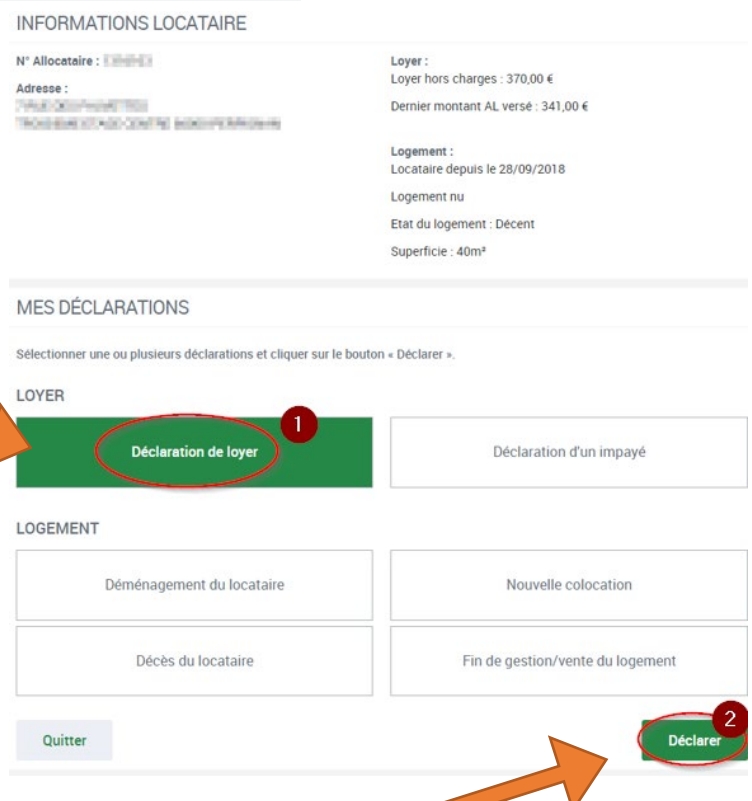 INFORMATIONS LOCATAIRE
N° Allocataire :
Adresse :
Loyer :
Loyer hors charges : 370,00 €
Dernier montant AL versé : 341,00 €
Logement :
Locataire depuis le 28/09/2018
Logement nu
Etat du logement : Décent
Superficie : 40m²
MES DÉCLARATIONS
Sélectionner une ou plusieurs déclarations et cliquer sur le bouton « Déclarer ».
LOYER
1
Déclaration de loyer
Déclaration d'un impayé
LOGEMENT
Déménagement du locataire
Nouvelle colocation
Décès du locataire
Fin de gestion/vente du logement
2
Quitter
Déclarer